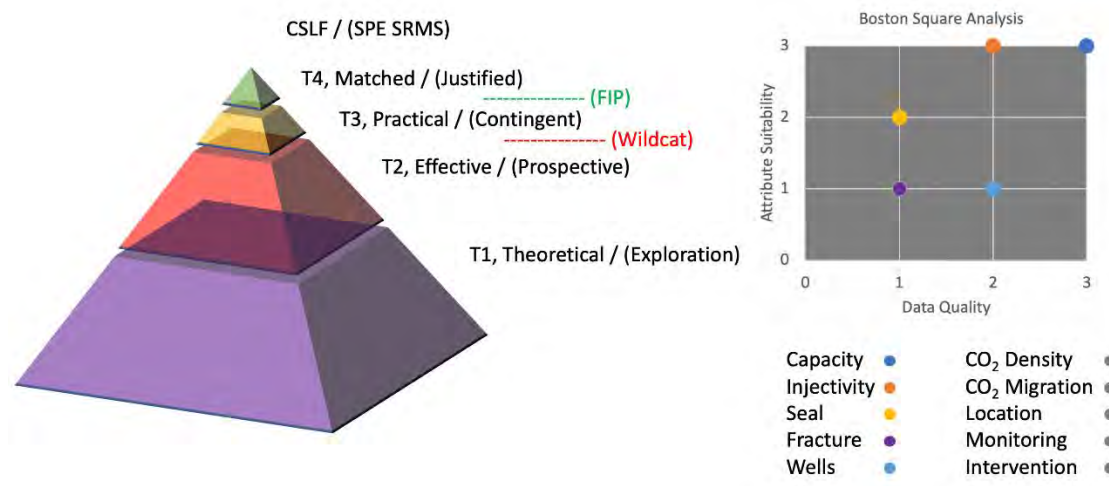 CSLF / (SPE SRMS)
T4, Matched / (Justified)
(FIP)
T3, Practical / (Contingent)
(Wildcat)
T2, Effective / (Prospective)
T1, Theoretical / (Exploration)
Boston Square Analysis
Attribute Suitability
3
2
1
0
0 1 2 3
Data Quality
Capacity CO₂ Density
Injectivity CO₂ Migration
Seal Location
Fracture Monitoring
Wells Intervention